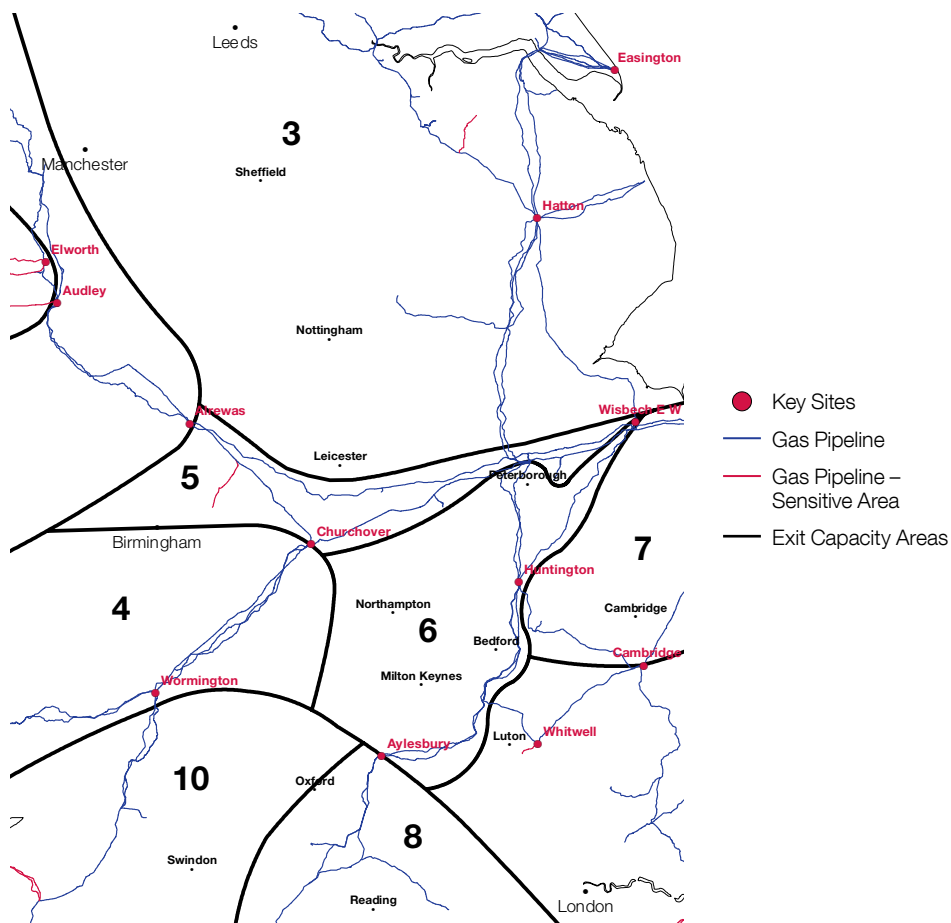 Leeds
Easington
3
Manchester
Sheffield
Hatton
Elworth
Audley
Nottingham
Alrewas
Wisbech E W
Leicester
5
Peterborough
Birmingham
Churchover
7
Huntington
4
Northampton
Cambridge
6
Bedford
Cambridge
Milton Keynes
Wormington
Luton
Whitwell
Aylesbury
10
Oxford
8
Swindon
Reading
London
Key Sites
Gas Pipeline
Gas Pipeline –
Sensitive Area
Exit Capacity Areas